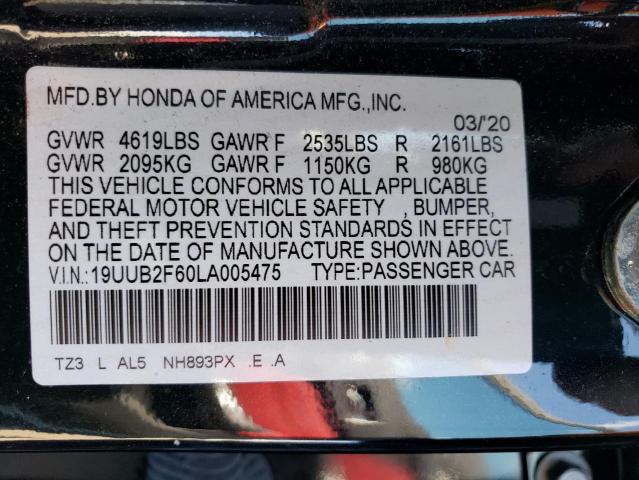 MFD.BY HONDA OF AMERICA MFG.,INC.
03/'20
GVWR 4619LBS GAWR F 2535LBS R 2161LBS
GVWR 2095KG GAWR F 1150KG R 980KG
THIS VEHICLE CONFORMS TO ALL APPLICABLE
FEDERAL MOTOR VEHICLE SAFETY , BUMPER,
AND THEFT PREVENTION STANDARDS IN EFFECT
ON THE DATE OF MANUFACTURE SHOWN ABOVE.
V.I.N.:19UUB2F60LA005475 TYPE:PASSENGER CAR
TZ3 L AL5 NH893PX .E .A